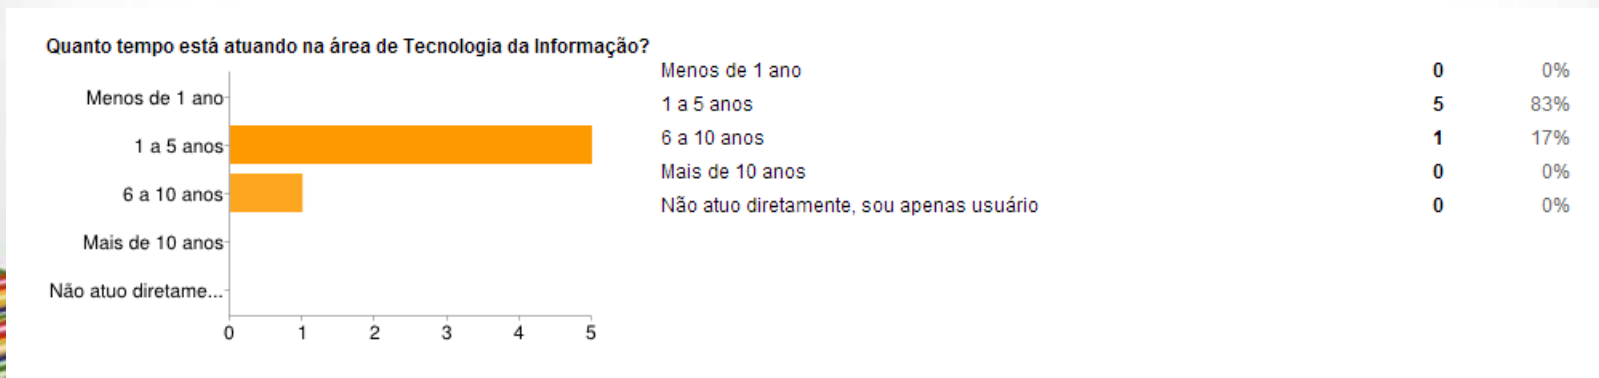 Quanto tempo está atuando na área de Tecnologia da Informação?
Menos de 1 ano
1 a 5 anos
6 a 10 anos
Mais de 10 anos
Não atuo diretame...
0 1 2 3 4 5
Menos de 1 ano 0 0%
1 a 5 anos 5 83%
6 a 10 anos 1 17%
Mais de 10 anos 0 0%
Não atuo diretamente, sou apenas usuário 0 0%